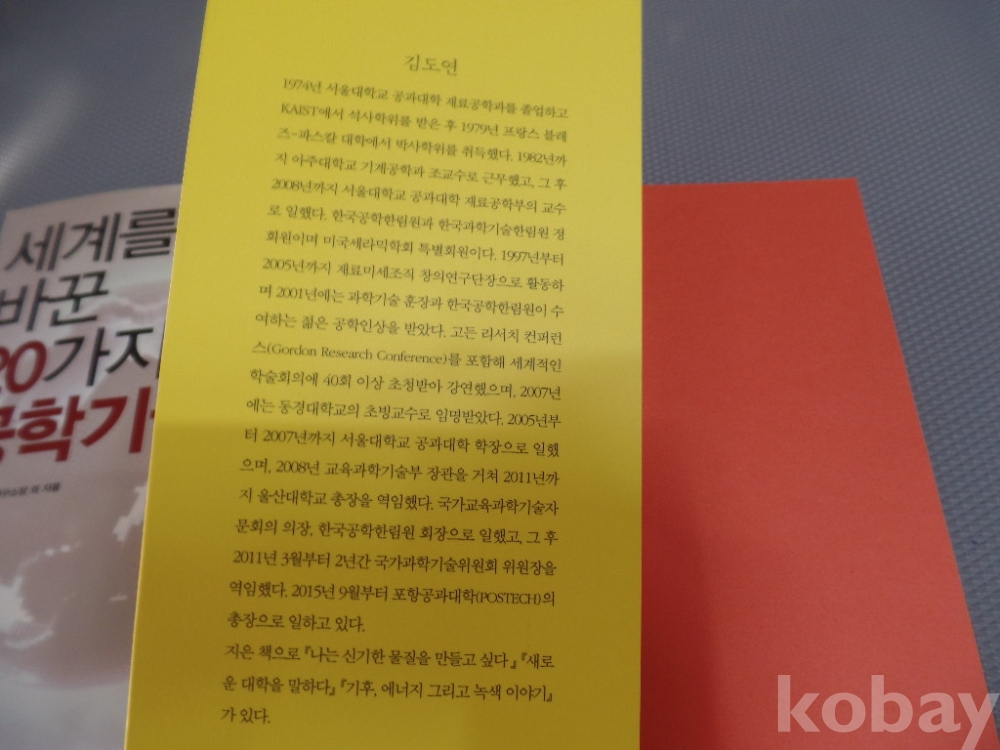 김도연
1974년 서울대학교 공과대학 재료공학과를 졸업하고
KAIST에서 석사학위를 받은 후 1979년 프랑스 블레
즈-파스칼 대학에서 박사학위를 취득했다. 1982년까
지 아주대학교 기계공학과 조교수로 근무했고, 그 후
2008년까지 서울대학교 공과대학 재료공학부의 교수
로 일했다. 한국공학한림원과 한국과학기술한림원 정
회원이며 미국세라믹학회 특별회원이다. 1997년부터
2005년까지 재료미세조직 창의연구단장으로 활동하
며 2001년에는 과학기술 훈장과 한국공학한림원이 수
여하는 젊은 공학인상을 받았다. 고든 리서치 컨퍼런
스(Gordon Research Conference)를 포함해 세계적인
학술회의에 40회 이상 초청받아 강연했으며, 2007년
에는 동경대학교의 초빙교수로 임명받았다. 2005년부
터 2007년까지 서울대학교 공과대학 학장으로 일했
으며, 2008년 교육과학기술부 장관을 거쳐 2011년까
지 울산대학교 총장을 역임했다. 국가교육과학기술자
문회의 의장, 한국공학한림원 회장으로 일했고, 그 후
2011년 3월부터 2년간 국가과학기술위원회 위원장을
역임했다. 2015년 9월부터 포항공과대학(POSTECH)의
총장으로 일하고 있다.
지은 책으로 『나는 신기한 물질을 만들고 싶다』 『새로
운 대학을 말하다』 『기후, 에너지 그리고 녹색 이야기』
가 있다.
세계를
바꾼
20가지
공학기
외 지음
kobay